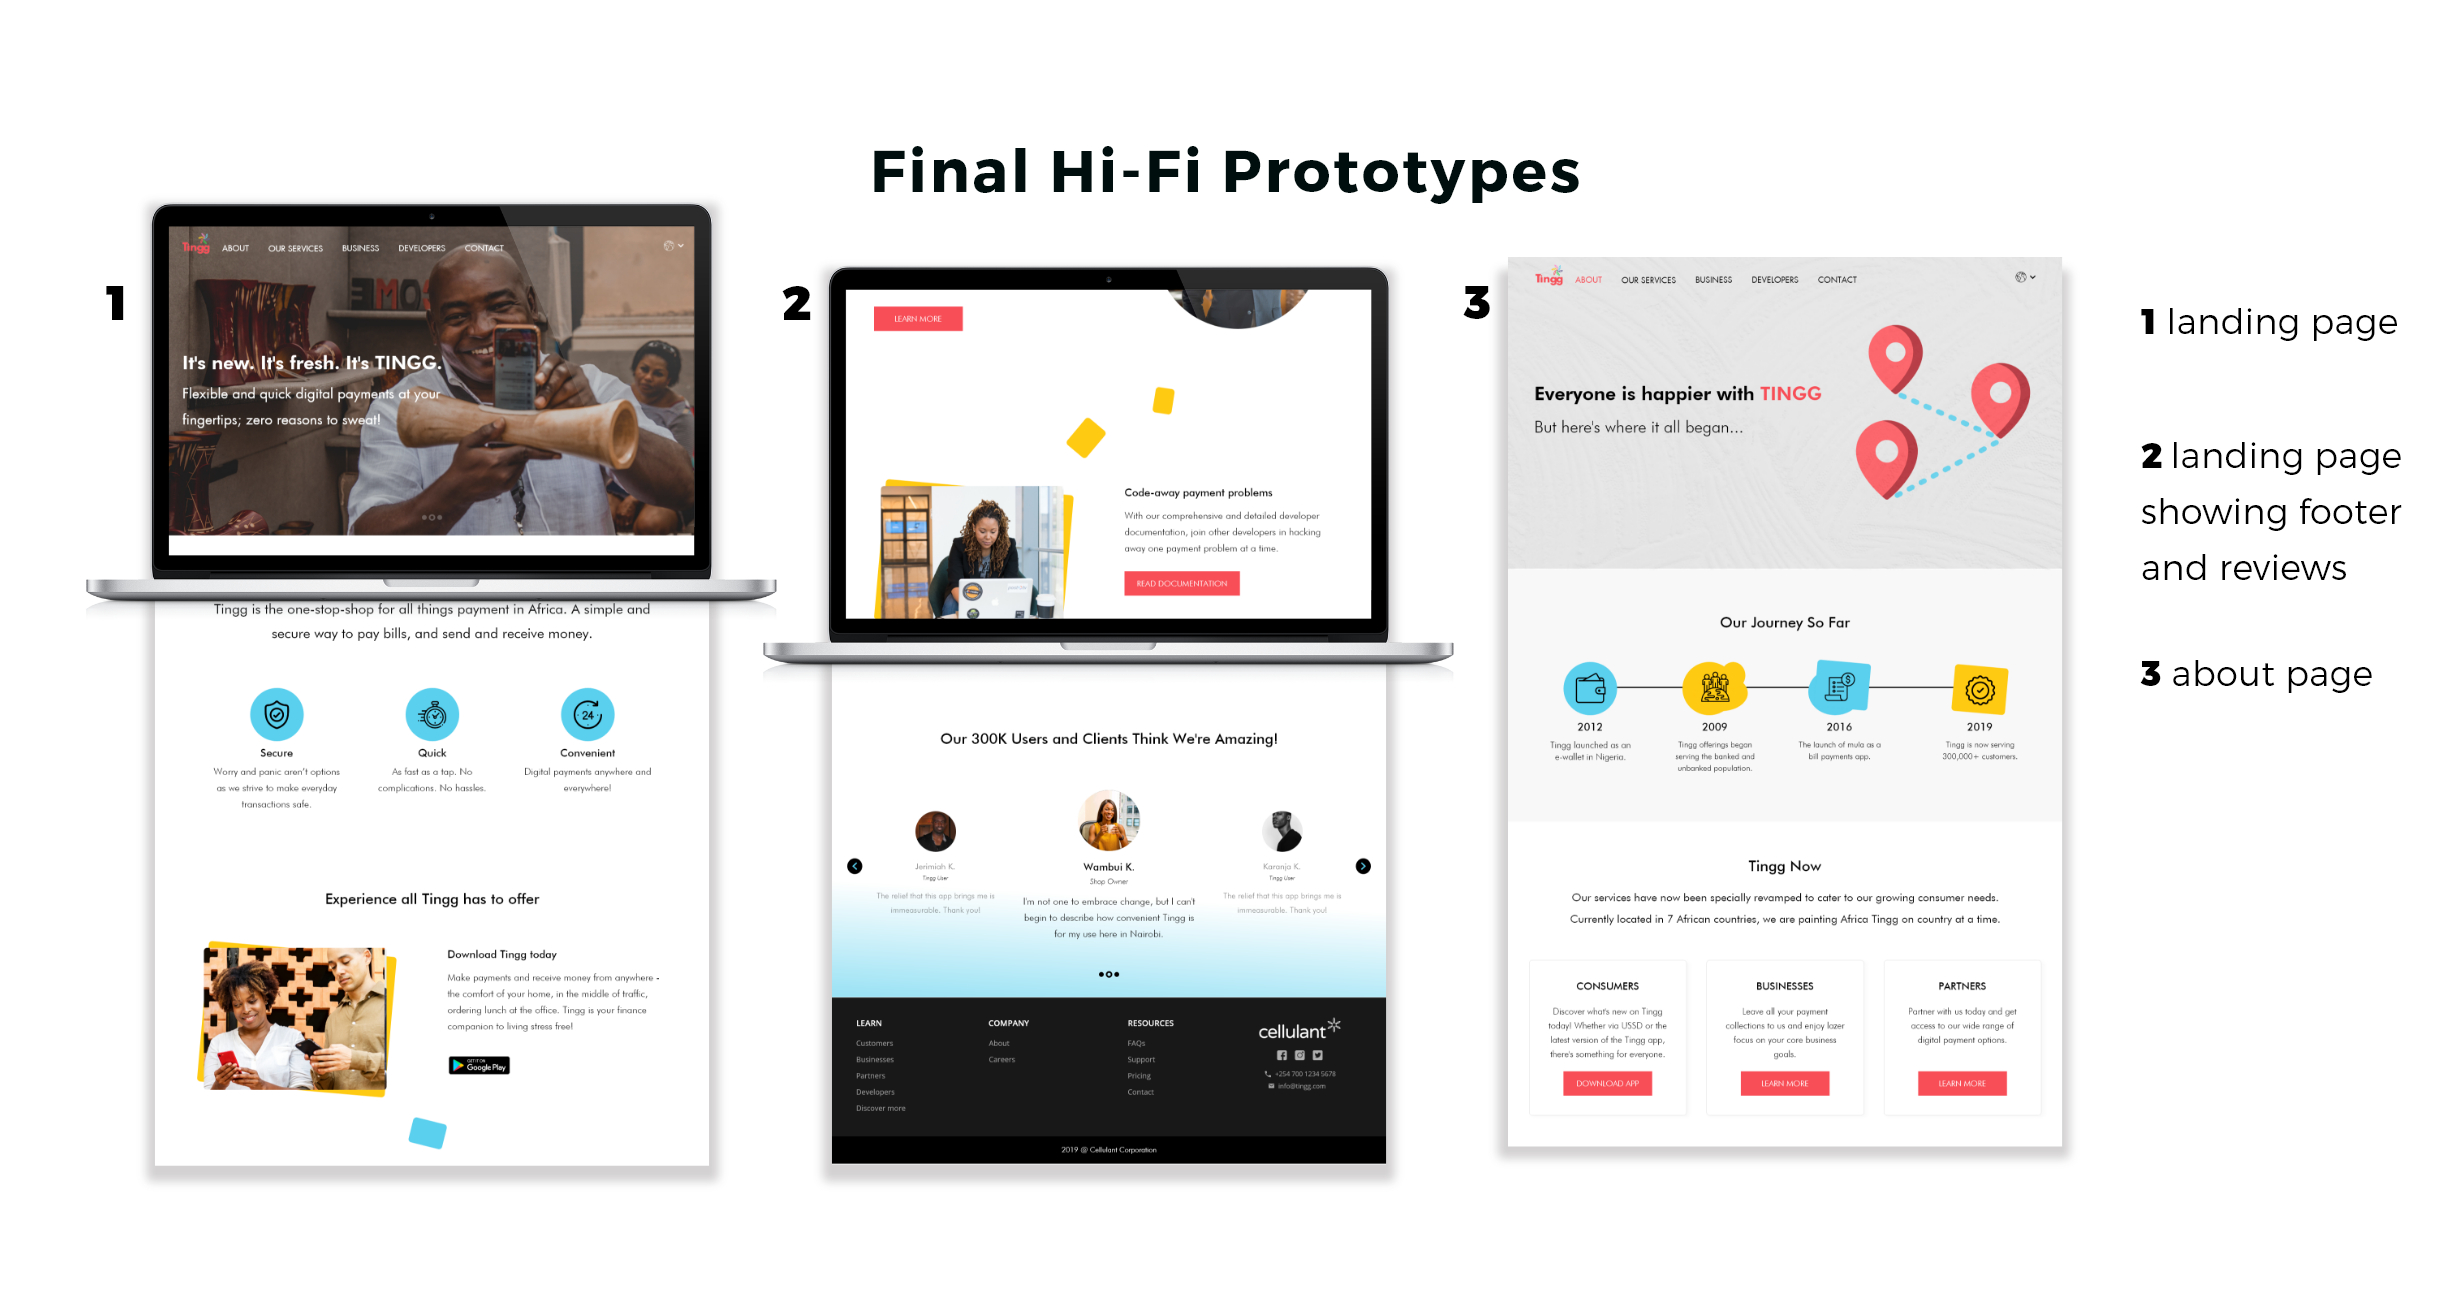 Final Hi-Fi Prototypes
1
Tingg
ABOUT
OUR SERVICES
BUSINESS
DEVELOPERS
CONTACT
It's new. It's fresh. It's TINGG.
Flexible and quick digital payments at your
fingertips; zero reasons to sweat!
Tingg is the one-stop-shop for all things payment in Africa. A simple and
secure way to pay bills, and send and receive money.
24
Secure
Worry and panic aren't options
as we strive to make everyday
transactions safe.
Quick
As fast as a tap. No
complications. No hassles.
Convenient
Digital payments anywhere and
everywhere!
Experience all Tingg has to offer
Download Tingg today
Make payments and receive money from anywhere -
the comfort of your home, in the middle of traffic,
ordering lunch at the office. Tingg is your finance
companion to living stress free!
GET IT ON
Google Play
2
LEARN MORE
Code-away payment problems
With our comprehensive and detailed developer
documentation, join other developers in hacking
away one payment problem at a time.
READ DOCUMENTATION
Our 300K Users and Clients Think We're Amazing!
Jerimiah K.
Tingg User
The relief that this app brings me is
immeasurable. Thank you!
Wambui K.
Shop Owner
I'm not one to embrace change, but I can't
begin to describe how convenient Tingg is
for my use here in Nairobi.
Karanja K.
Tingg User
The relief that this app brings me is
immeasurable. Thank you!
LEARN
Customers
Businesses
Partners
Developers
Discover more
COMPANY
About
Careers
RESOURCES
FAQs
Support
Pricing
Contact
cellulant
+254 700 1234 5678
info@tingg.com
2019 @ Cellulant Corporation
3
Tingg
ABOUT
OUR SERVICES
BUSINESS
DEVELOPERS
CONTACT
Everyone is happier with TINGG
But here's where it all began...
Our Journey So Far
2012
Tingg launched as an
e-wallet in Nigeria.
2009
Tingg offerings began
serving the banked and
unbanked population.
2016
The launch of mula as a
bill payments app.
2019
Tingg is now serving
300,000+ customers.
Tingg Now
Our services have now been specially revamped to cater to our growing consumer needs.
Currently located in 7 African countries, we are painting Africa Tingg on country at a time.
CONSUMERS
Discover what's new on Tingg
today! Whether via USSD or the
latest version of the Tingg app,
there's something for everyone.
DOWNLOAD APP
BUSINESSES
Leave all your payment
collections to us and enjoy lazer
focus on your core business
goals.
LEARN MORE
PARTNERS
Partner with us today and get
access to our wide range of
digital payment options.
LEARN MORE
1 landing page
2 landing page
showing footer
and reviews
3 about page